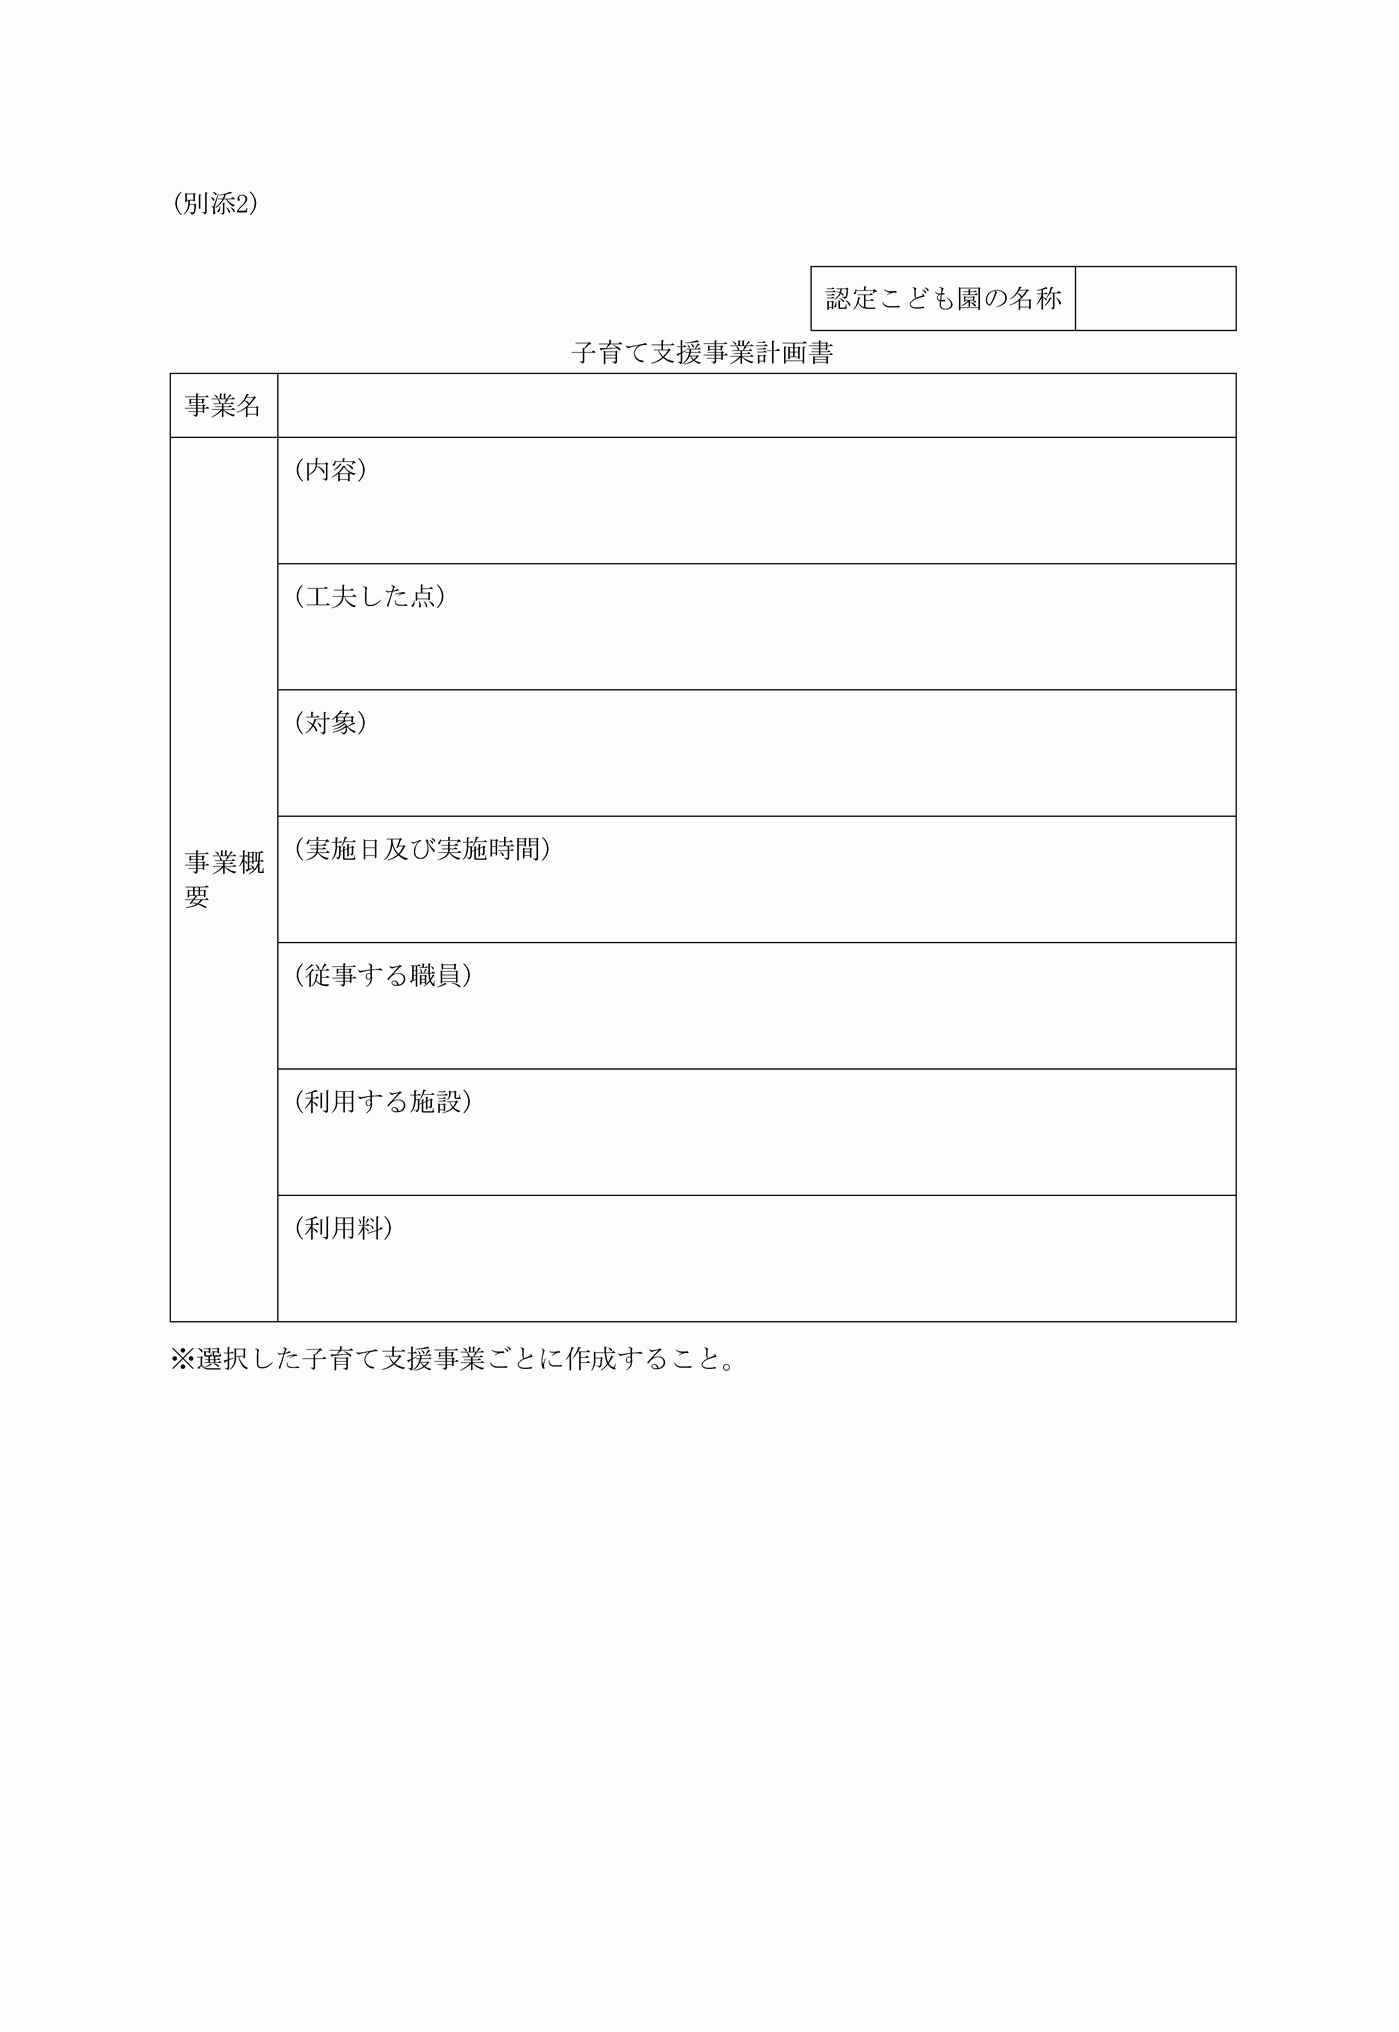 (別添2)
認定こども園の名称
子育て支援事業計画書
事業名
(内容)
(工夫した点)
(対象)
事業概
要
(実施日及び実施時間)
(従事する職員)
(利用する施設)
(利用料)
※選択した子育て支援事業ごとに作成すること。